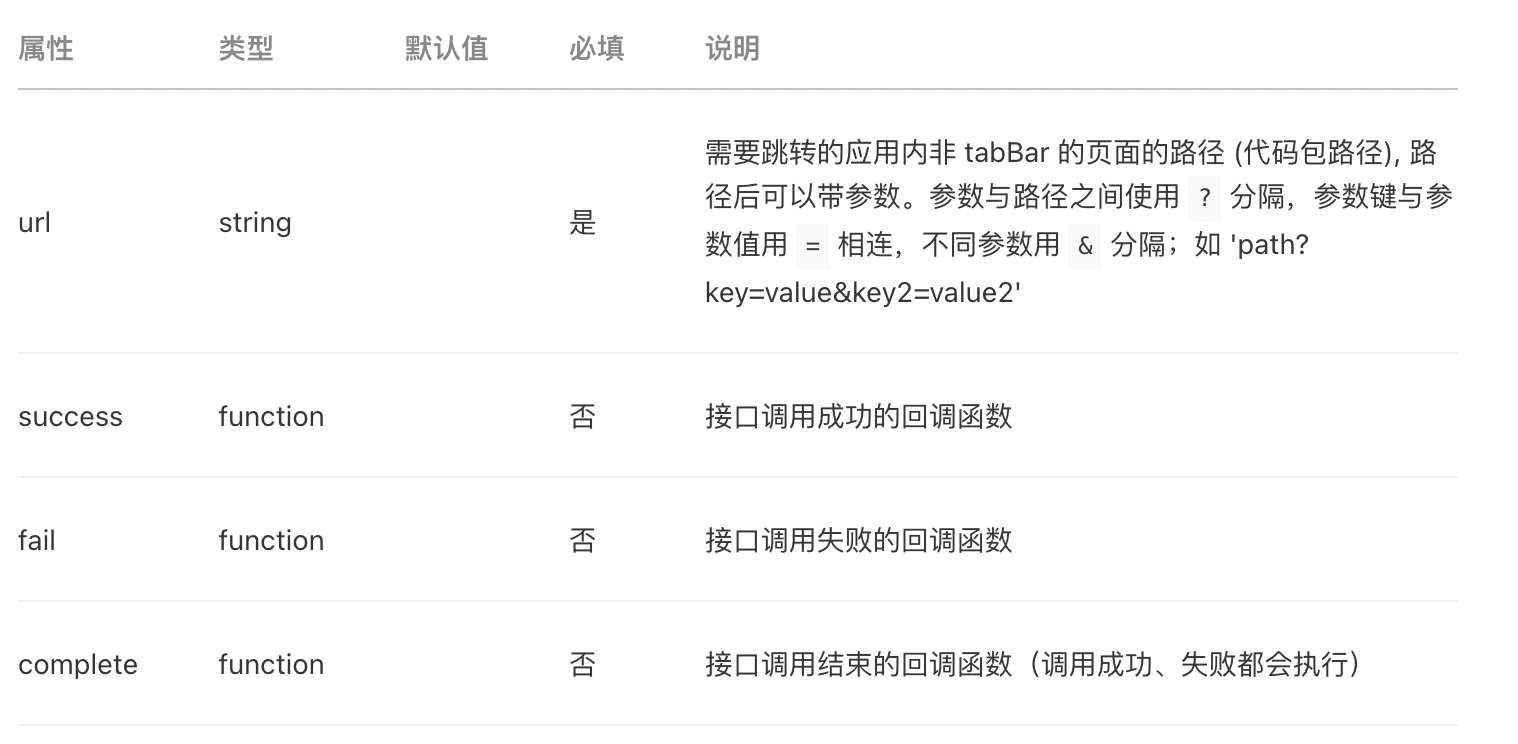 属性 类型 默认值 必填 说明
需要跳转的应用内非 tabBar 的页面的路径 (代码包路径), 路
径后可以带参数。参数与路径之间使用 ? 分隔，参数键与参
url string 是
数值用 = 相连，不同参数用 & 分隔；如 'path?
key=value&key2=value2'
success function 否 接口调用成功的回调函数
fail function 否 接口调用失败的回调函数
complete function 否 接口调用结束的回调函数（调用成功、失败都会执行）